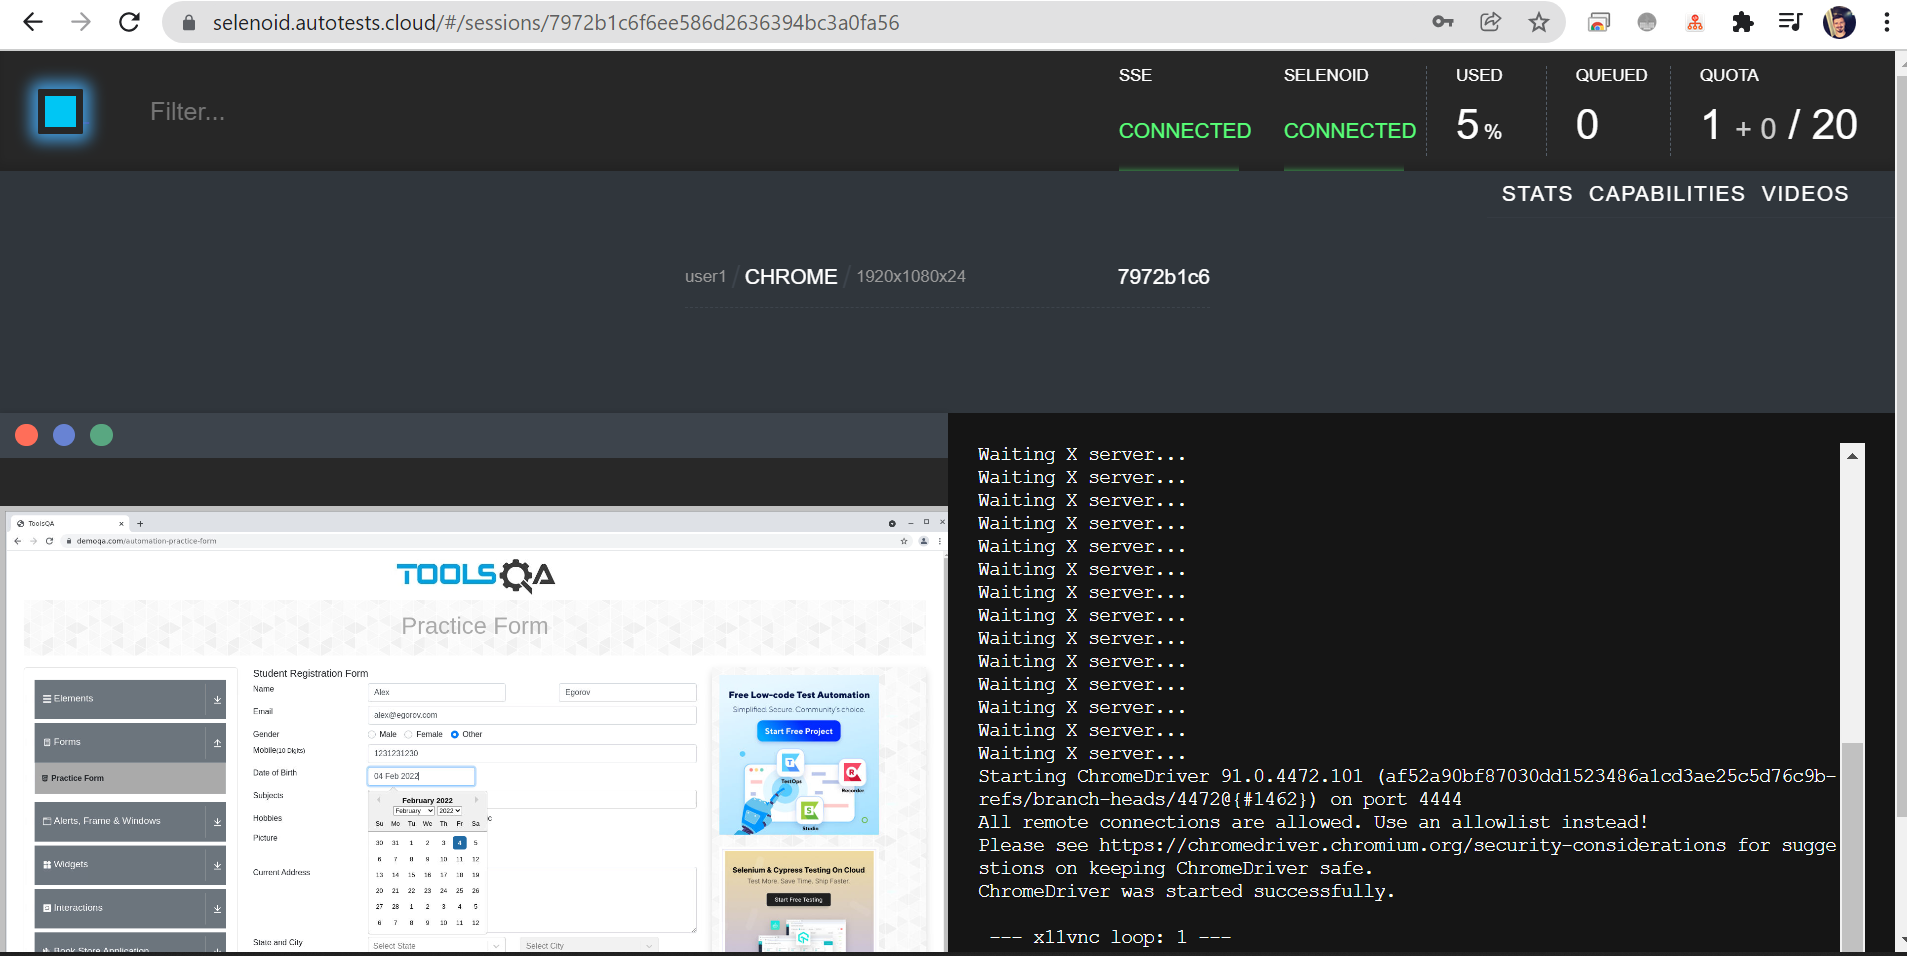 selenoid.autotests.cloud/#/sessions/7972b1c6f6ee586d2636394bc3a0fa56
Filter...
SSE
CONNECTED
SELENOID
CONNECTED
USED
5 %
QUEUED
0
QUOTA
1 + 0 / 20
STATS CAPABILITIES VIDEOS
user1 / CHROME / 1920x1080x24 7972b1c6
ToolsQA
demoqa.com/automation-practice-form
TOOLSQA
Practice Form
Elements
Forms
Practice Form
Alerts, Frame & Windows
Widgets
Interactions
Book Store Application
Student Registration Form
Name Alex Egorov
Email alex@egorov.com
Gender Male Female Other
Mobile(10 Digits) 1231231230
Date of Birth 04 Feb 2022
Subjects
Hobbies c
Picture
Current Address
State and City Select State Select City
February 2022
February 2022
Su Mo Tu We Th Fr Sa
30 31 1 2 3 4 5
6 7 8 9 10 11 12
13 14 15 16 17 18 19
20 21 22 23 24 25 26
27 28 1 2 3 4 5
6 7 8 9 10 11 12
Free Low-code Test Automation
Simplified. Secure. Community's choice.
Start Free Project
TestOps
Recorder
Studio
Selenium & Cypress Testing On Cloud
Test More, Save Time, Ship Faster.
Start Free Testing
Waiting X server...
Waiting X server...
Waiting X server...
Waiting X server...
Waiting X server...
Waiting X server...
Waiting X server...
Waiting X server...
Waiting X server...
Waiting X server...
Waiting X server...
Waiting X server...
Waiting X server...
Waiting X server...
Starting ChromeDriver 91.0.4472.101 (af52a90bf87030dd1523486a1cd3ae25c5d76c9b-
refs/branch-heads/4472@{#1462}) on port 4444
All remote connections are allowed. Use an allowlist instead!
Please see https://chromedriver.chromium.org/security-considerations for sugge
stions on keeping ChromeDriver safe.
ChromeDriver was started successfully.
--- x11vnc loop: 1 ---